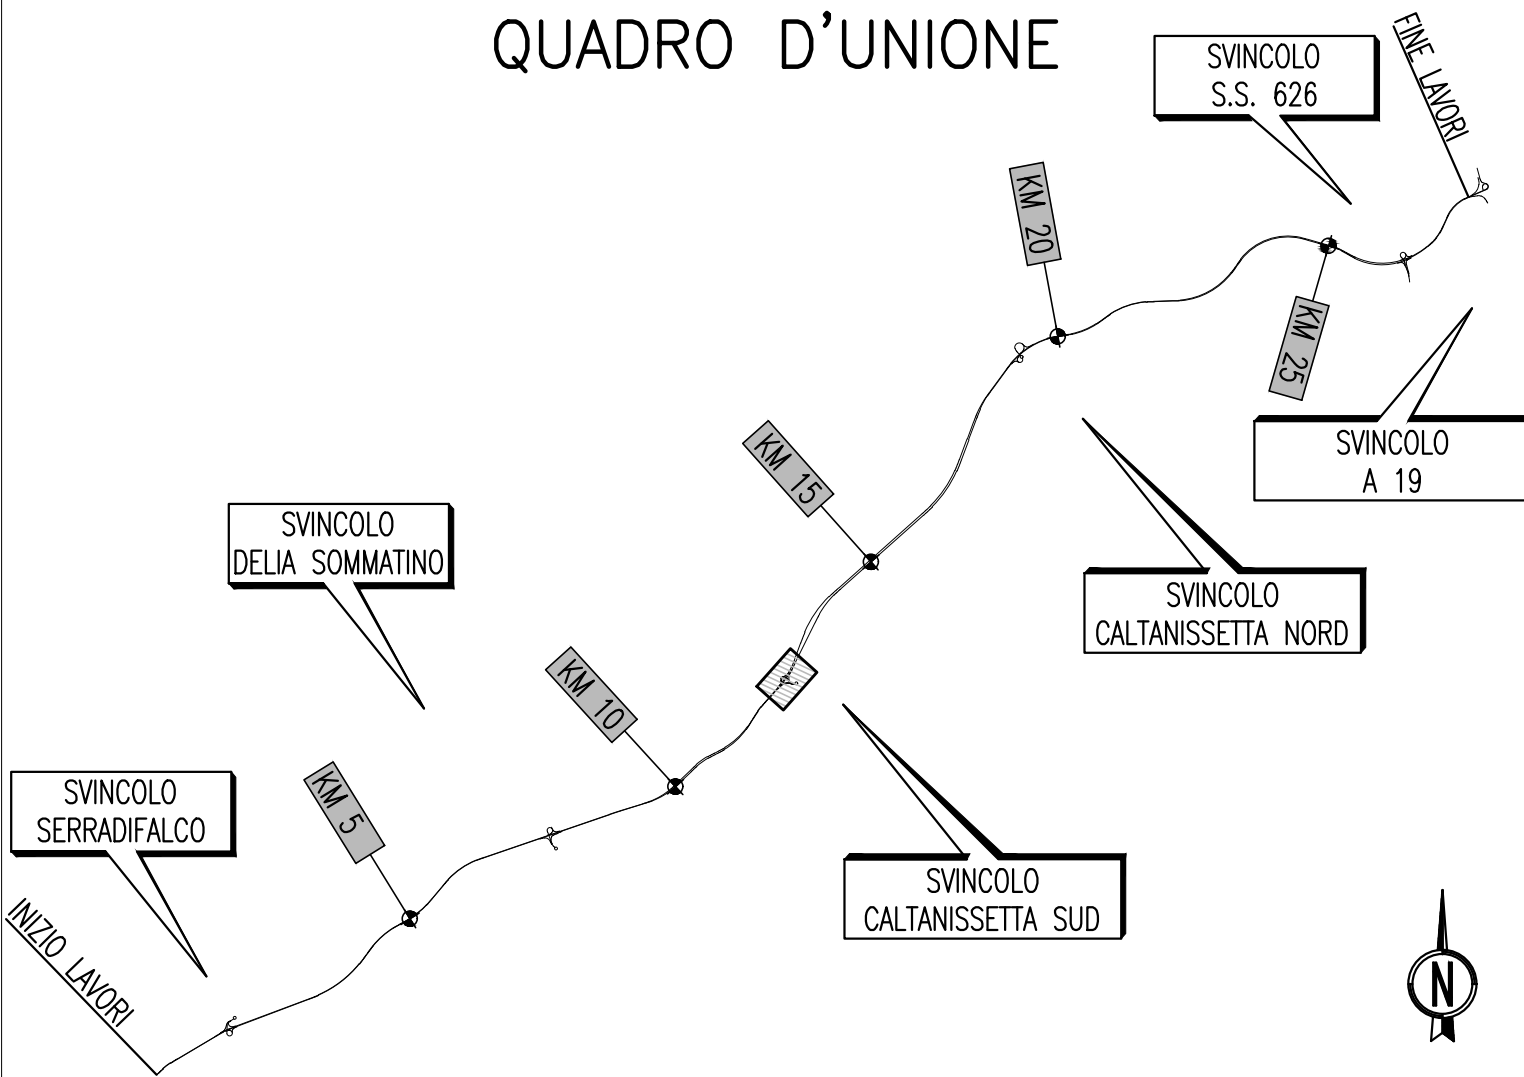 QUADRO D'UNIONE
SVINCOLO
S.S. 626
FINE LAVORI
KM 20
KM 25
SVINCOLO
A 19
KM 15
SVINCOLO
DELIA SOMMATINO
SVINCOLO
CALTANISSETTA NORD
KM 10
KM 5
SVINCOLO
SERRADIFALCO
SVINCOLO
CALTANISSETTA SUD
INIZIO LAVORI
N